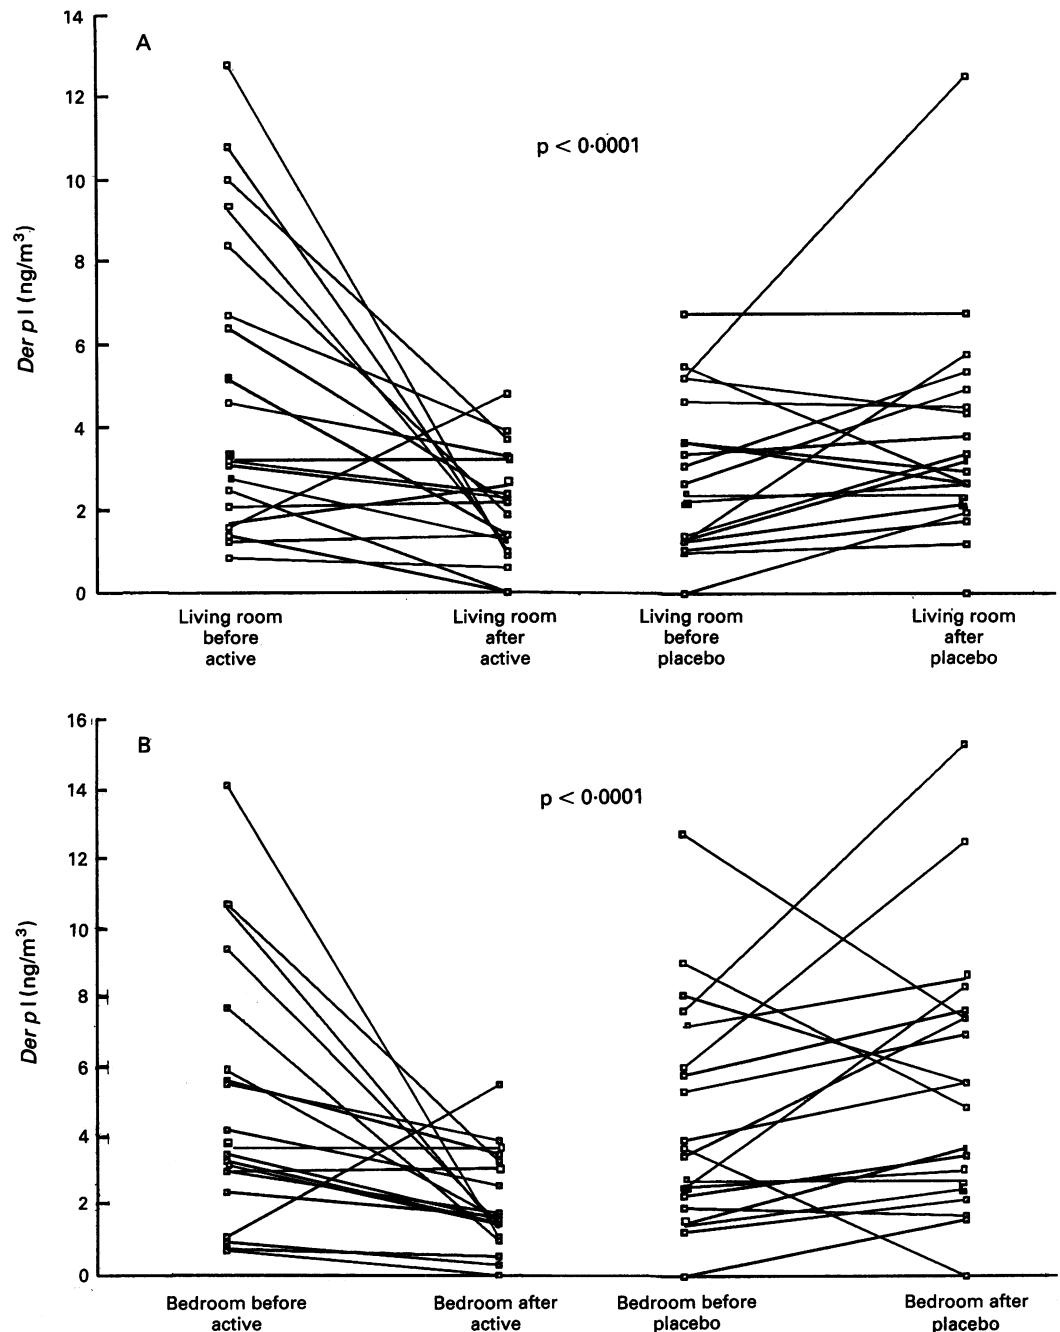 14
A
12
p < 0·0001
10
8
Der p I (ng/m³)
6
4
2
0
Living room before active
Living room after active
Living room before placebo
Living room after placebo
16
B
14
p < 0·0001
12
10
Der p I (ng/m³)
8
6
4
2
0
Bedroom before active
Bedroom after active
Bedroom before placebo
Bedroom after placebo